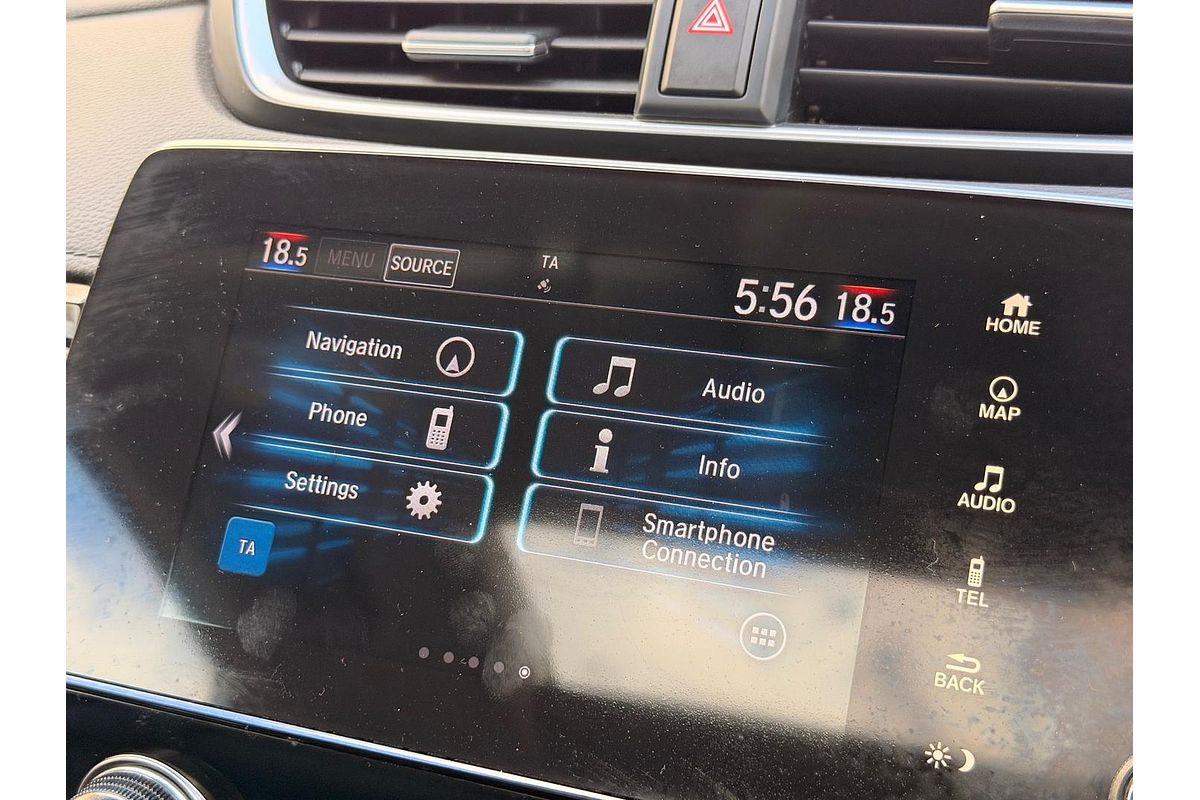 18.5 MENU SOURCE TA 5:56 18.5
Navigation
Audio
Phone
Info
Settings
Smartphone
Connection
TA
HOME
MAP
AUDIO
TEL
BACK